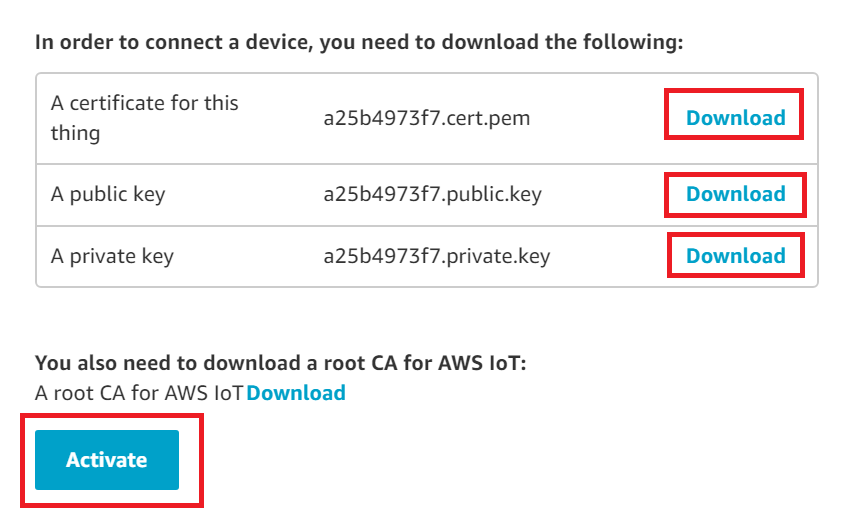 In order to connect a device, you need to download the following:
A certificate for this
thing
a25b4973f7.cert.pem
Download
A public key
a25b4973f7.public.key
Download
A private key
a25b4973f7.private.key
Download
You also need to download a root CA for AWS IoT:
A root CA for AWS IoT Download
Activate